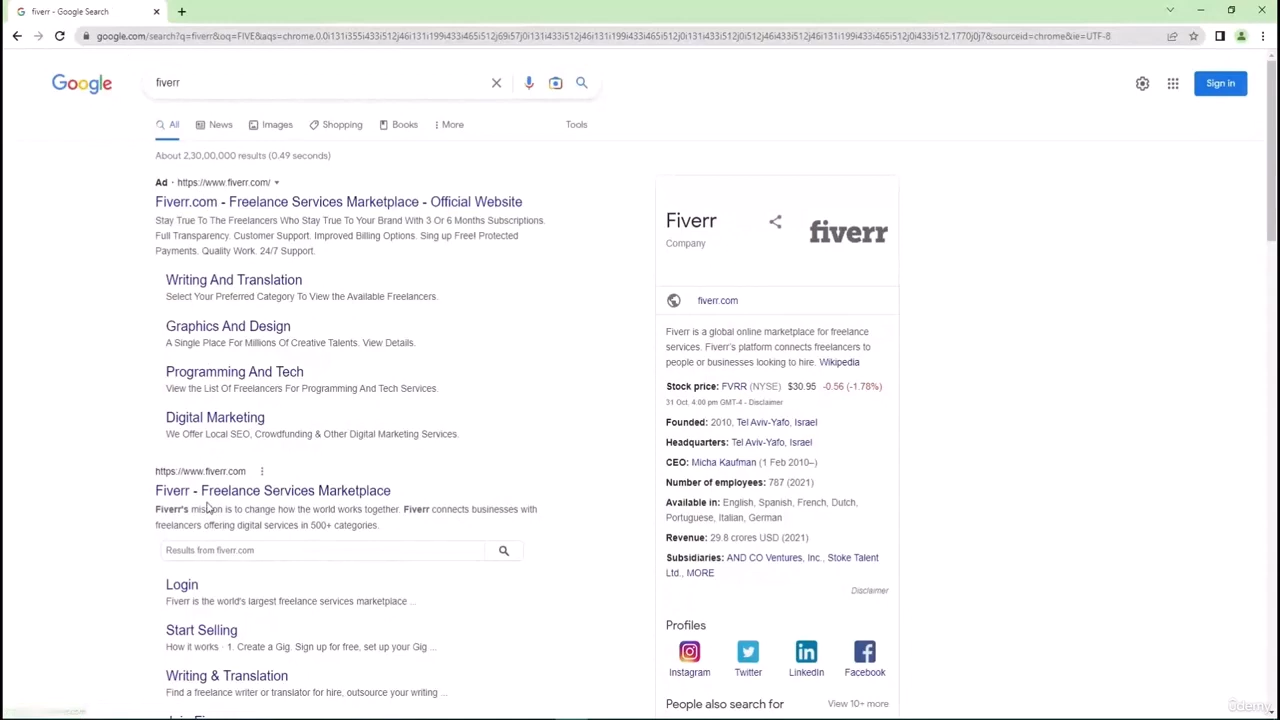 fiverr - Google Search
google.com/search?q=fiverr&oq=FIVE&aqs=chrome.0.0i131i355i433i512j46i131i199i433i465i512j69i57j0i131i433i512j0i512j46i131i199i433i465i512j0i131i433i512j0i512j46i131i199i433i465i512j0i433i512.1770j0j7&sourceid=chrome&ie=UTF-8
Google
fiverr
Sign in
All
News
Images
Shopping
Books
More
Tools
About 2,30,00,000 results (0.49 seconds)
Ad · https://www.fiverr.com/
Fiverr.com - Freelance Services Marketplace - Official Website
Stay True To The Freelancers Who Stay True To Your Brand With 3 Or 6 Months Subscriptions.
Full Transparency. Customer Support. Improved Billing Options. Sing up Free! Protected
Payments. Quality Work. 24/7 Support.
Writing And Translation
Select Your Preferred Category To View the Available Freelancers.
Graphics And Design
A Single Place For Millions Of Creative Talents. View Details.
Programming And Tech
View the List Of Freelancers For Programming And Tech Services.
Digital Marketing
We Offer Local SEO, Crowdfunding & Other Digital Marketing Services.
https://www.fiverr.com
Fiverr - Freelance Services Marketplace
Fiverr's mission is to change how the world works together. Fiverr connects businesses with
freelancers offering digital services in 500+ categories.
Results from fiverr.com
Login
Fiverr is the world's largest freelance services marketplace ...
Start Selling
How it works · 1. Create a Gig. Sign up for free, set up your Gig ...
Writing & Translation
Find a freelance writer or translator for hire, outsource your writing ...
Fiverr
Company
fiverr
fiverr.com
Fiverr is a global online marketplace for freelance
services. Fiverr's platform connects freelancers to
people or businesses looking to hire. Wikipedia
Stock price: FVRR (NYSE) $30.95 -0.56 (-1.78%)
31 Oct, 4:00 pm GMT-4 - Disclaimer
Founded: 2010, Tel Aviv-Yafo, Israel
Headquarters: Tel Aviv-Yafo, Israel
CEO: Micha Kaufman (1 Feb 2010–)
Number of employees: 787 (2021)
Available in: English, Spanish, French, Dutch,
Portuguese, Italian, German
Revenue: 29.8 crores USD (2021)
Subsidiaries: AND CO Ventures, Inc., Stoke Talent
Ltd., MORE
Disclaimer
Profiles
Instagram
Twitter
LinkedIn
Facebook
People also search for
View 10+ more
Udemy